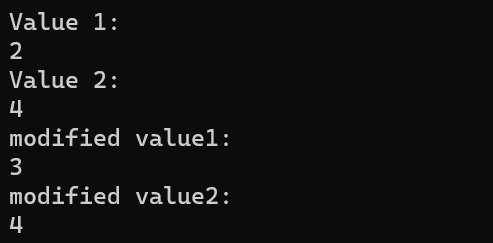 Value 1:
2
Value 2:
4
modified value1:
3
modified value2:
4